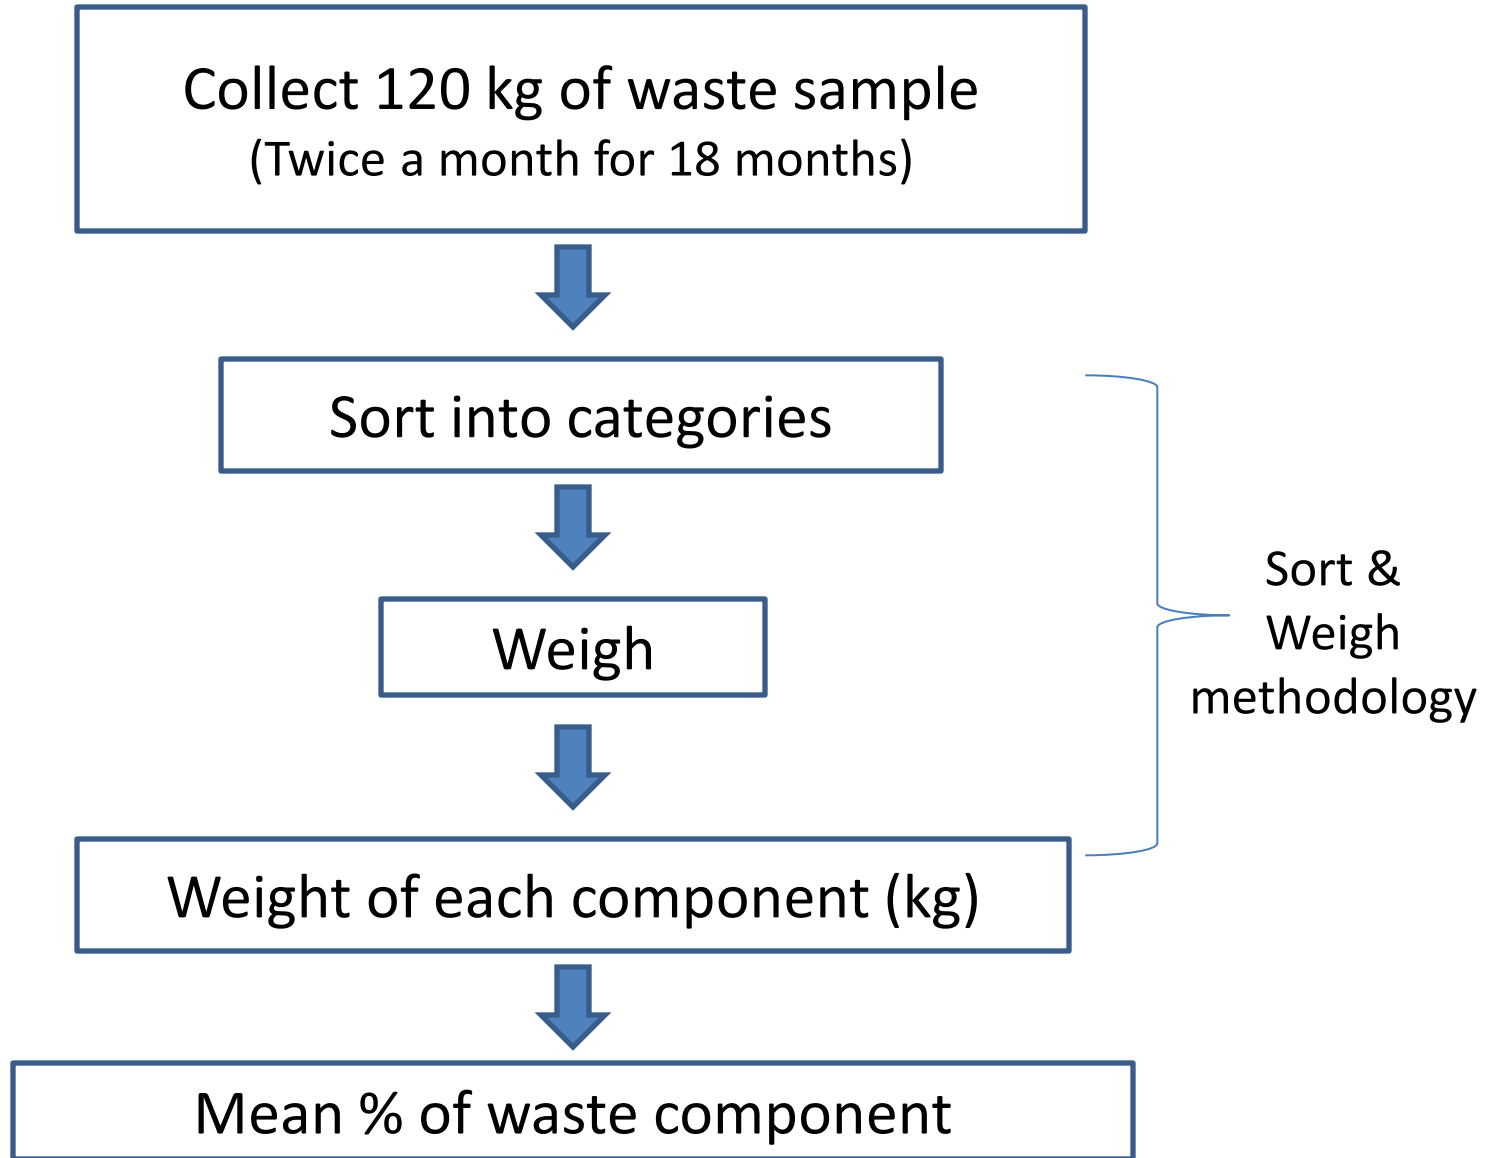 Collect 120 kg of waste sample
(Twice a month for 18 months)
Sort into categories
Weigh
Sort &
Weigh
methodology
Weight of each component (kg)
Mean % of waste component